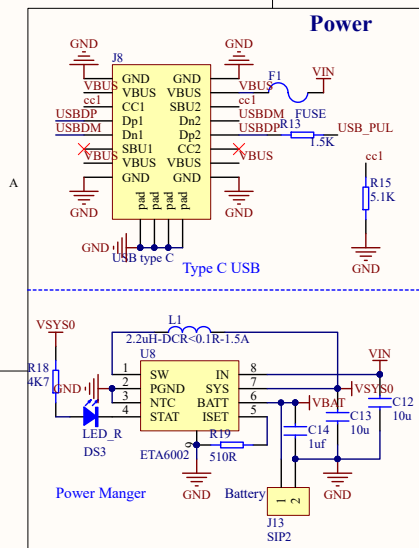 Power
GND
GND
J8
GND GND
VBUS VBUS VBUS VBUS F1 VIN
cc1 CC1 SBU2
USBDP Dp1 Dn2 cc1 FUSE
USBDM Dn1 Dp2 USBDM
SBU1 CC2 USBDP R13 1.5K USB_PUL
VBUS VBUS VBUS VBUS
GND GND
cc1
A
R15
5.1K
GND
GND
pad pad pad pad
GND
GND
USB type C
Type C USB
L1
2.2uH-DCR<0.1R-1.5A
VSYS0
U8
VIN
R18
4K7
1 SW IN 8
GND 2 PGND SYS 7 VSYS0
3 NTC BATT 6 VBAT
4 STAT ISET 5
C12
10u
C13
10u
C14
1uf
LED_R
DS3
ETA6002
9
R19
510R
GND
GND
Power Manger
Battery
1 2
J13
SIP2